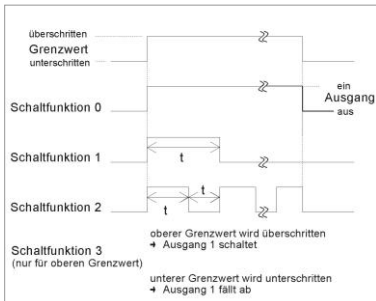 überschritten
Grenzwert
unterschritten
ein
Schaltfunktion 0
Ausgang
aus
Schaltfunktion 1
t
t
Schaltfunktion 2
t
oberer Grenzwert wird überschritten
Schaltfunktion 3
→ Ausgang 1 schaltet
(nur für oberen Grenzwert)
unterer Grenzwert wird unterschritten
→ Ausgang 1 fällt ab